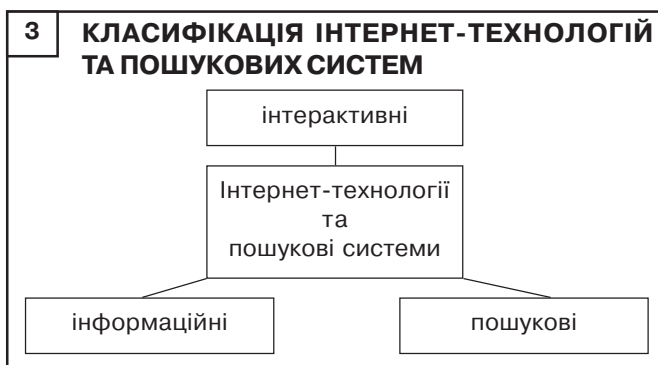 3
КЛАСИФІКАЦІЯ ІНТЕРНЕТ-ТЕХНОЛОГІЙ
ТА ПОШУКОВИХ СИСТЕМ
інтерактивні
Інтернет-технології
та
пошукові системи
інформаційні
пошукові